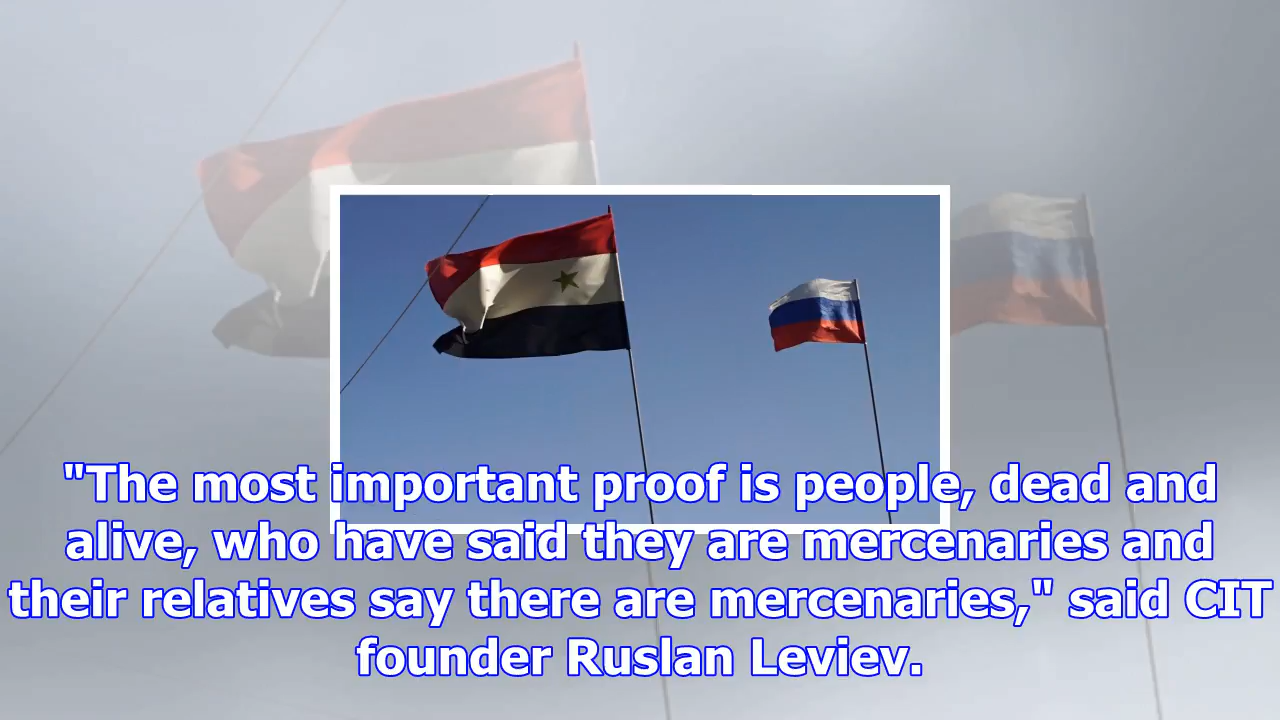 "The most important proof is people, dead and
alive, who have said they are mercenaries and
their relatives say there are mercenaries," said CIT
founder Ruslan Leviev.